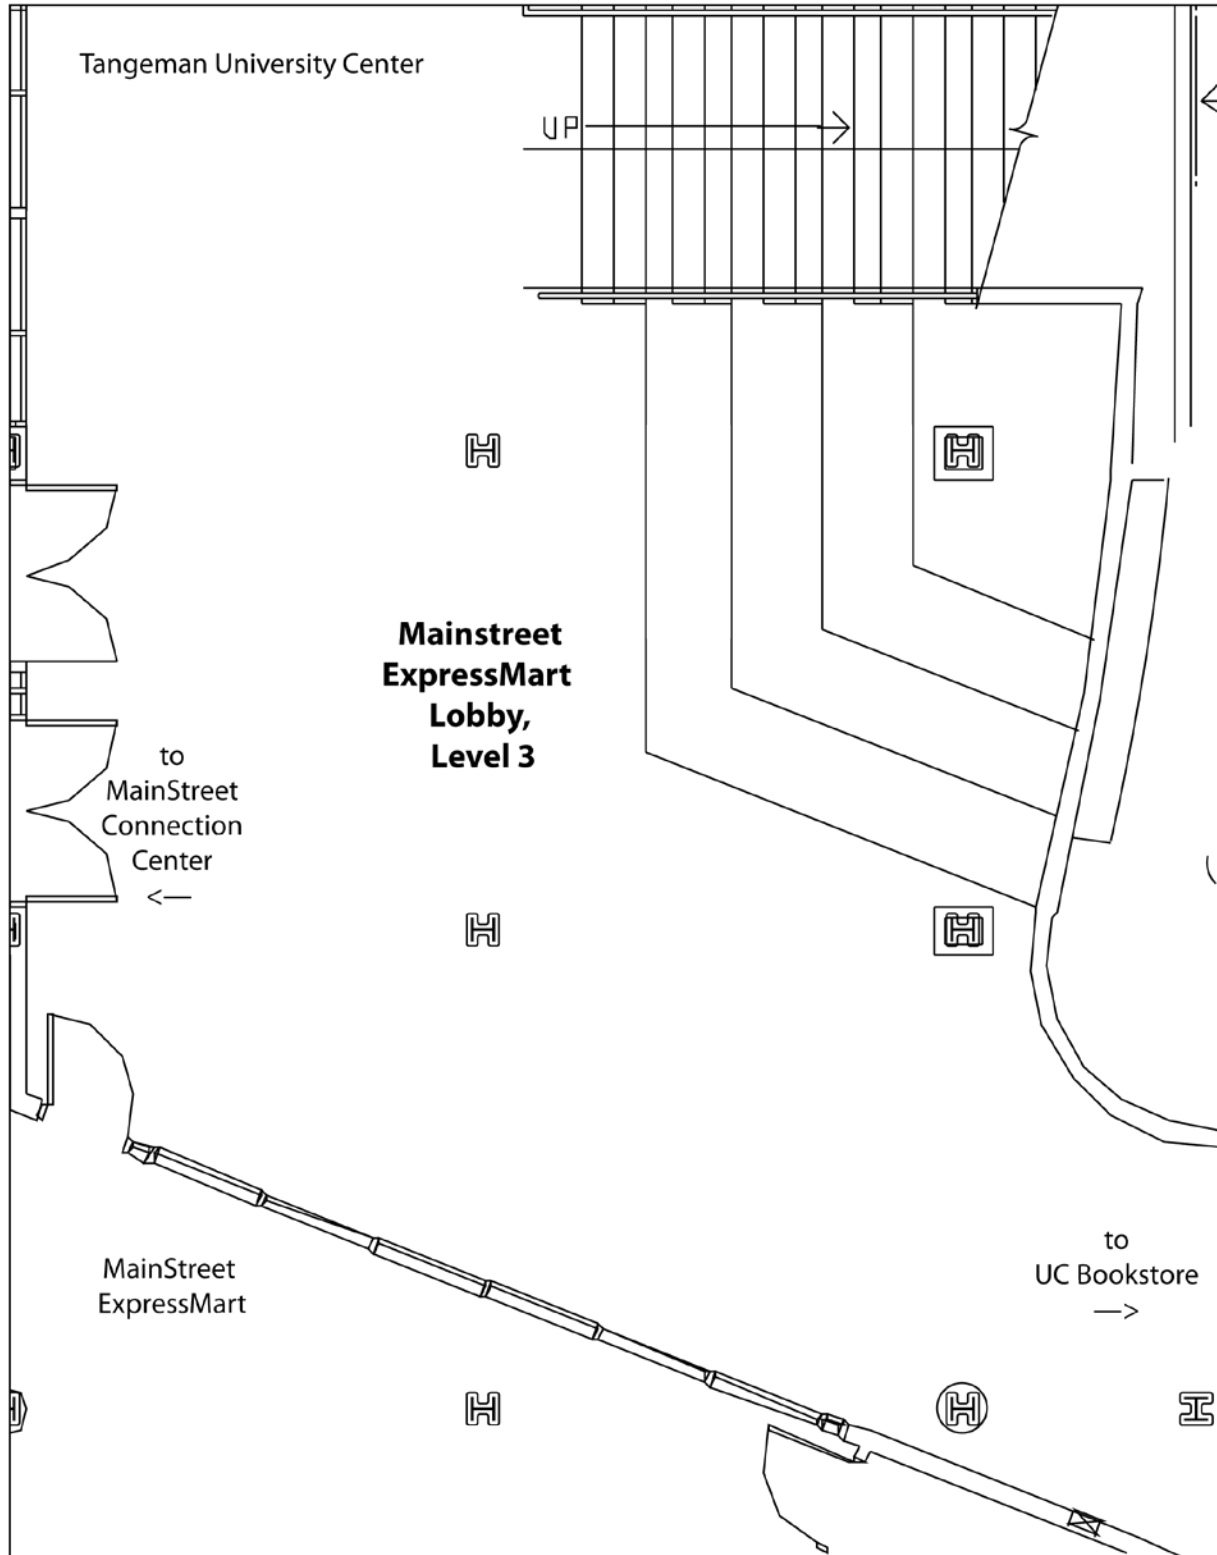 Tangeman University Center
UP
Mainstreet
ExpressMart
Lobby,
Level 3
to
MainStreet
Connection
Center
MainStreet
ExpressMart
to
UC Bookstore